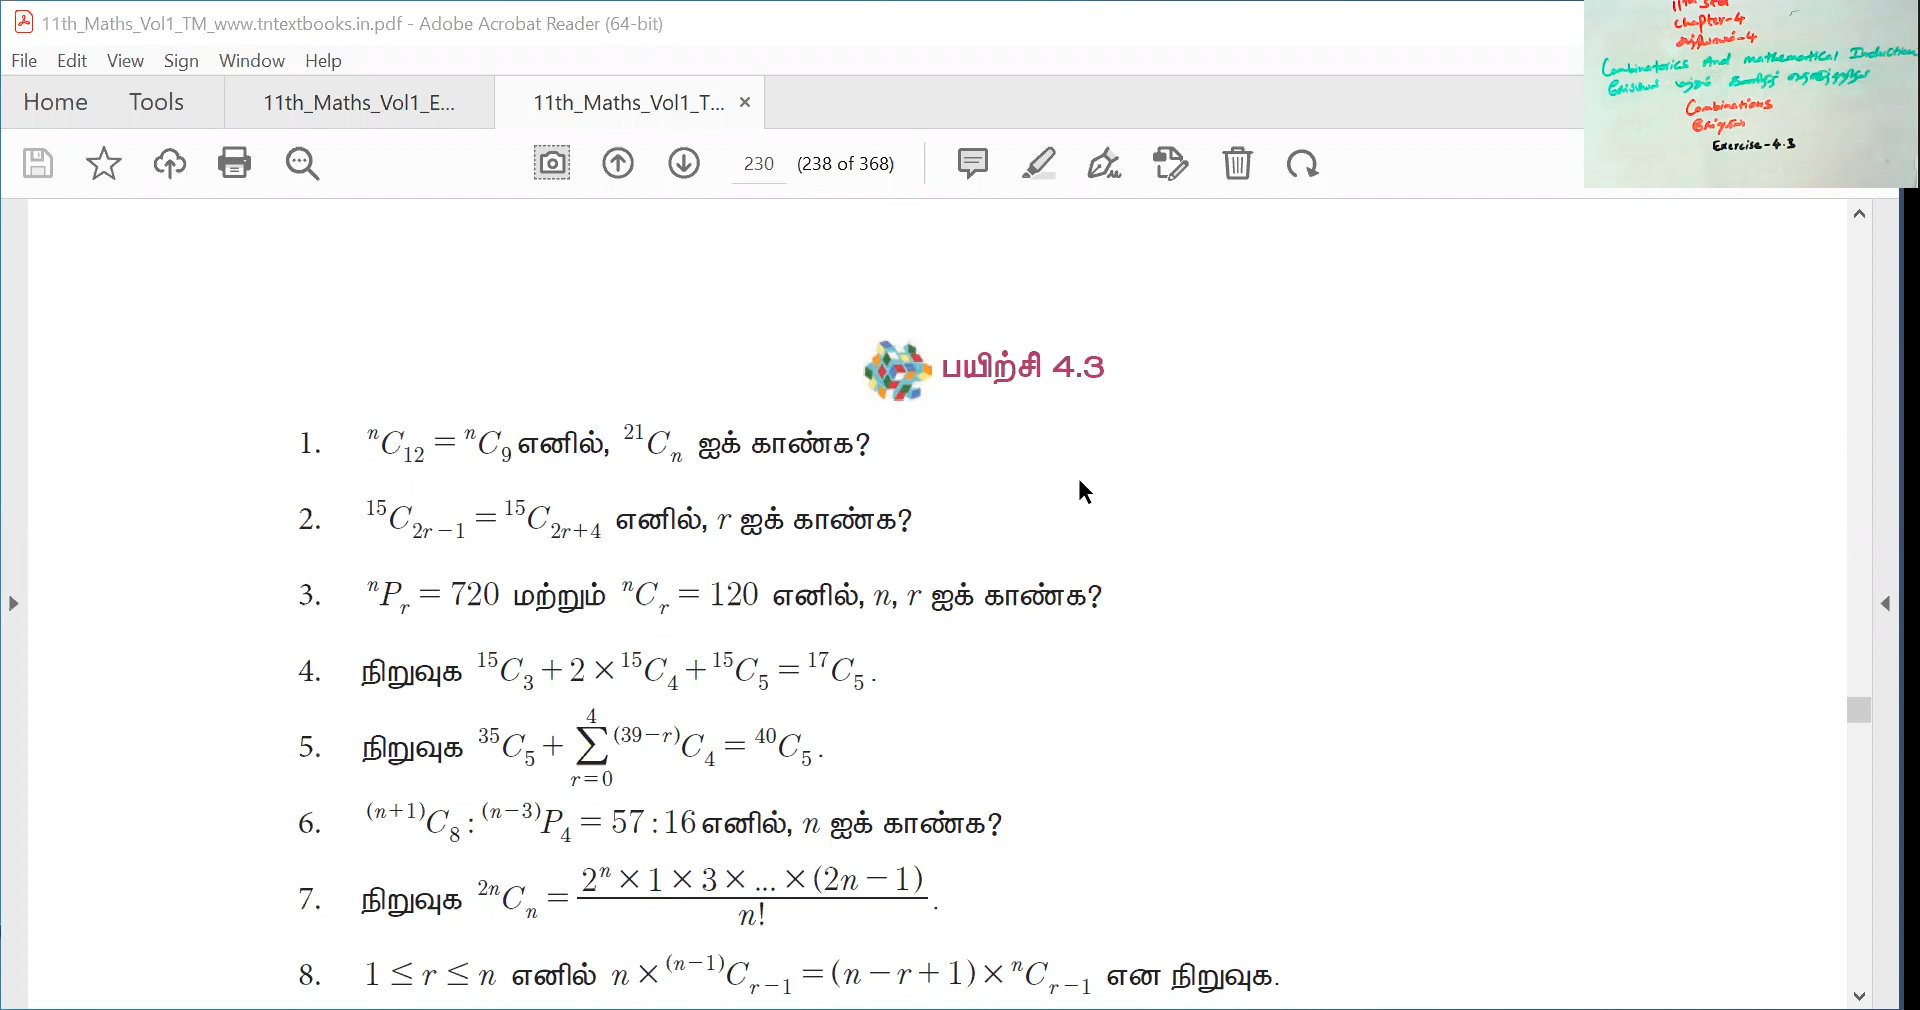 11th_Maths_Vol1_TM_www.tntextbooks.in.pdf - Adobe Acrobat Reader (64-bit)
File Edit View Sign Window Help
Home Tools 11th_Maths_Vol1_E... 11th_Maths_Vol1_T... ×
230 (238 of 368)
chapter-4
Combinatorics And mathematical Induction
Combinations
Exercise-4.3
பயிற்சி 4.3
1. ⁿC₁₂ = ⁿC₉ எனில், ²¹Cₙ ஐக் காண்க?
2. ¹⁵C₂ᵣ₋₁ = ¹⁵C₂ᵣ₊₄ எனில், r ஐக் காண்க?
3. ⁿPᵣ = 720 மற்றும் ⁿCᵣ = 120 எனில், n, r ஐக் காண்க?
4. நிறுவுக ¹⁵C₃ + 2 × ¹⁵C₄ + ¹⁵C₅ = ¹⁷C₅.
5. நிறுவுக ³⁵C₅ + ∑_{r=0}^{4} ⁽³⁹⁻ʳ⁾C₄ = ⁴⁰C₅.
6. ⁽ⁿ⁺¹⁾C₈ : ⁽ⁿ⁻³⁾P₄ = 57 : 16 எனில், n ஐக் காண்க?
7. நிறுவுக ²ⁿCₙ = (2ⁿ × 1 × 3 × ... × (2n − 1)) / n!.
8. 1 ≤ r ≤ n எனில் n × ⁽ⁿ⁻¹⁾Cᵣ₋₁ = (n − r + 1) × ⁿCᵣ₋₁ என நிறுவுக.